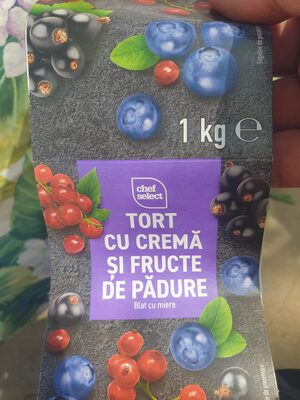 1 kg ℮
chef
select
TORT
CU CREMĂ
ȘI FRUCTE
DE PĂDURE
Blat cu miere